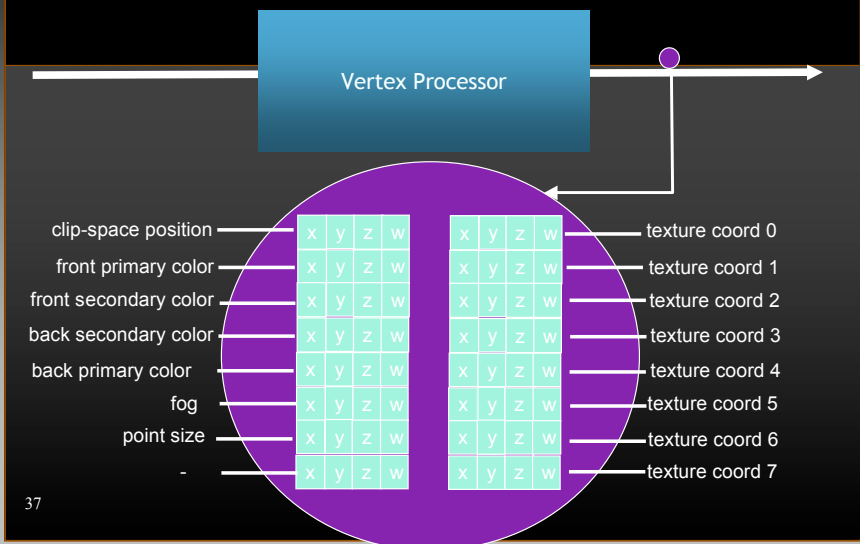 Vertex Processor
clip-space position x y z w x y z w texture coord 0
front primary color x y z w x y z w texture coord 1
front secondary color x y z w x y z w texture coord 2
back secondary color x y z w x y z w texture coord 3
back primary color x y z w x y z w texture coord 4
fog x y z w x y z w texture coord 5
point size x y z w x y z w texture coord 6
- x y z w x y z w texture coord 7
37